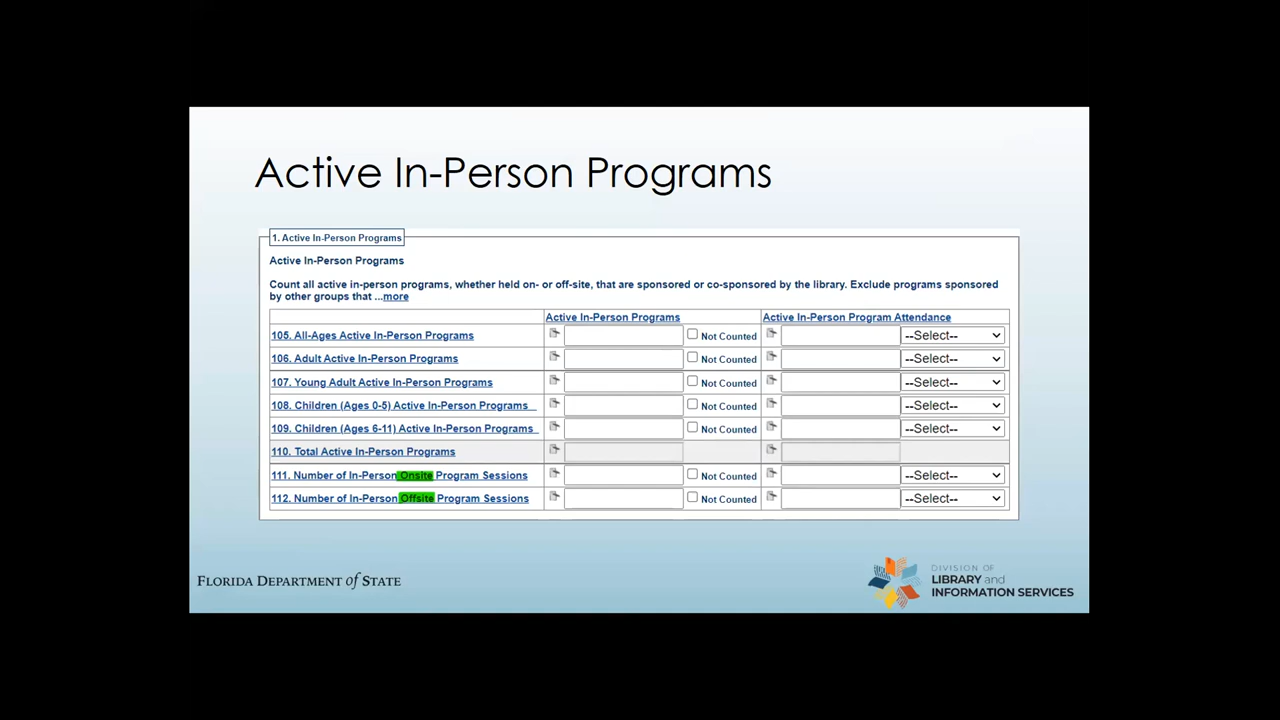 Active In-Person Programs
1. Active In-Person Programs
Active In-Person Programs
Count all active in-person programs, whether held on- or off-site, that are sponsored or co-sponsored by the library. Exclude programs sponsored
by other groups that ...more
Active In-Person Programs Active In-Person Program Attendance
105. All-Ages Active In-Person Programs Not Counted --Select--
106. Adult Active In-Person Programs Not Counted --Select--
107. Young Adult Active In-Person Programs Not Counted --Select--
108. Children (Ages 0-5) Active In-Person Programs Not Counted --Select--
109. Children (Ages 6-11) Active In-Person Programs Not Counted --Select--
110. Total Active In-Person Programs
111. Number of In-Person Onsite Program Sessions Not Counted --Select--
112. Number of In-Person Offsite Program Sessions Not Counted --Select--
FLORIDA DEPARTMENT of STATE
DIVISION OF
LIBRARY and
INFORMATION SERVICES